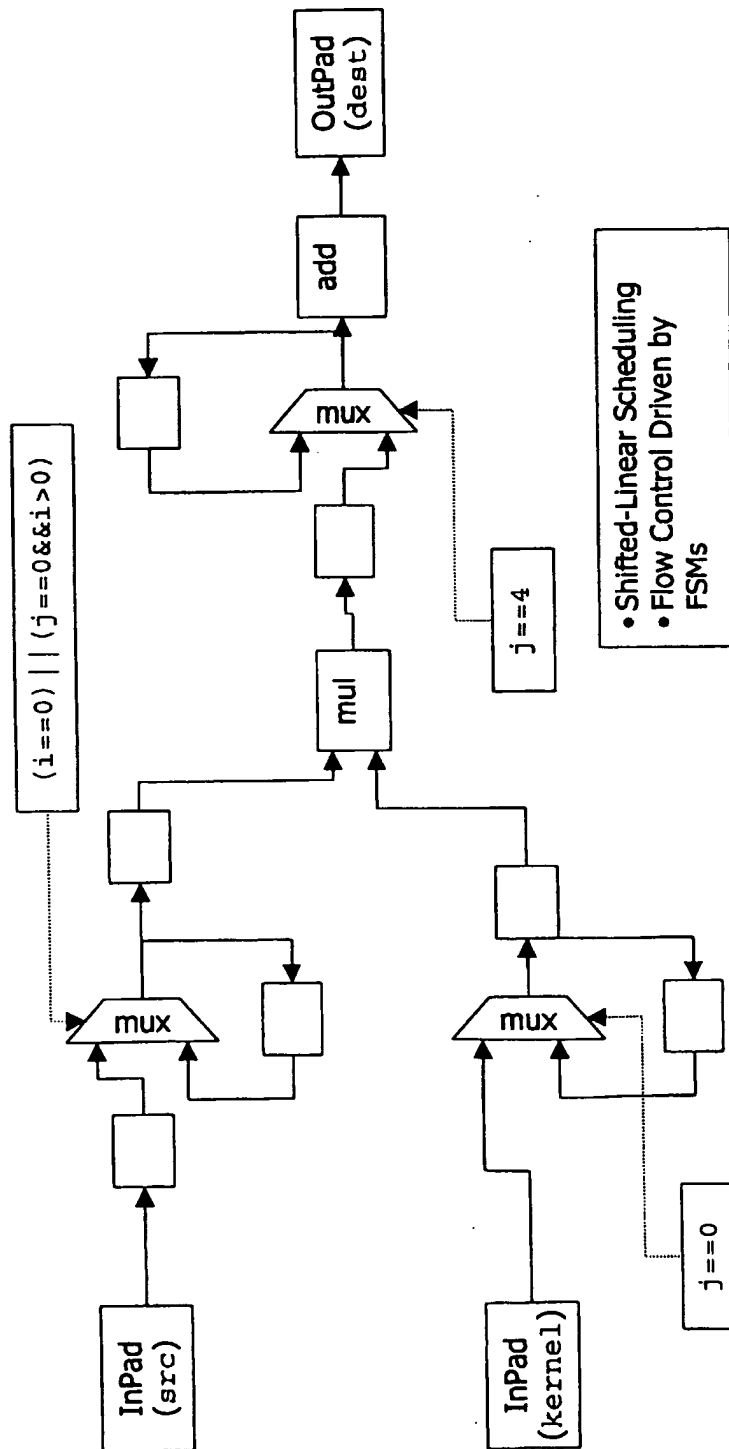 InPad
(src)
mux
(i==0)||(j==0&&i>0)
InPad
(kernel)
mux
j==0
mul
mux
j==4
add
OutPad
(dest)
• Shifted-Linear Scheduling
• Flow Control Driven by
FSMs